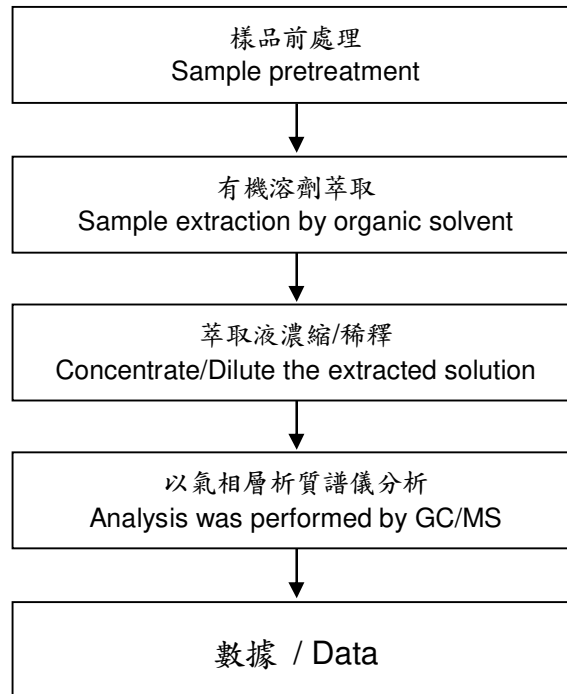 樣品前處理
Sample pretreatment
有機溶劑萃取
Sample extraction by organic solvent
萃取液濃縮/稀釋
Concentrate/Dilute the extracted solution
以氣相層析質譜儀分析
Analysis was performed by GC/MS
數據 / Data